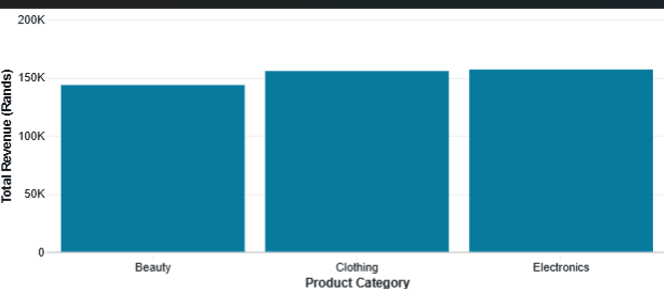 200K
150K
100K
50K
0
Total Revenue (Rands)
Beauty Clothing Electronics
Product Category